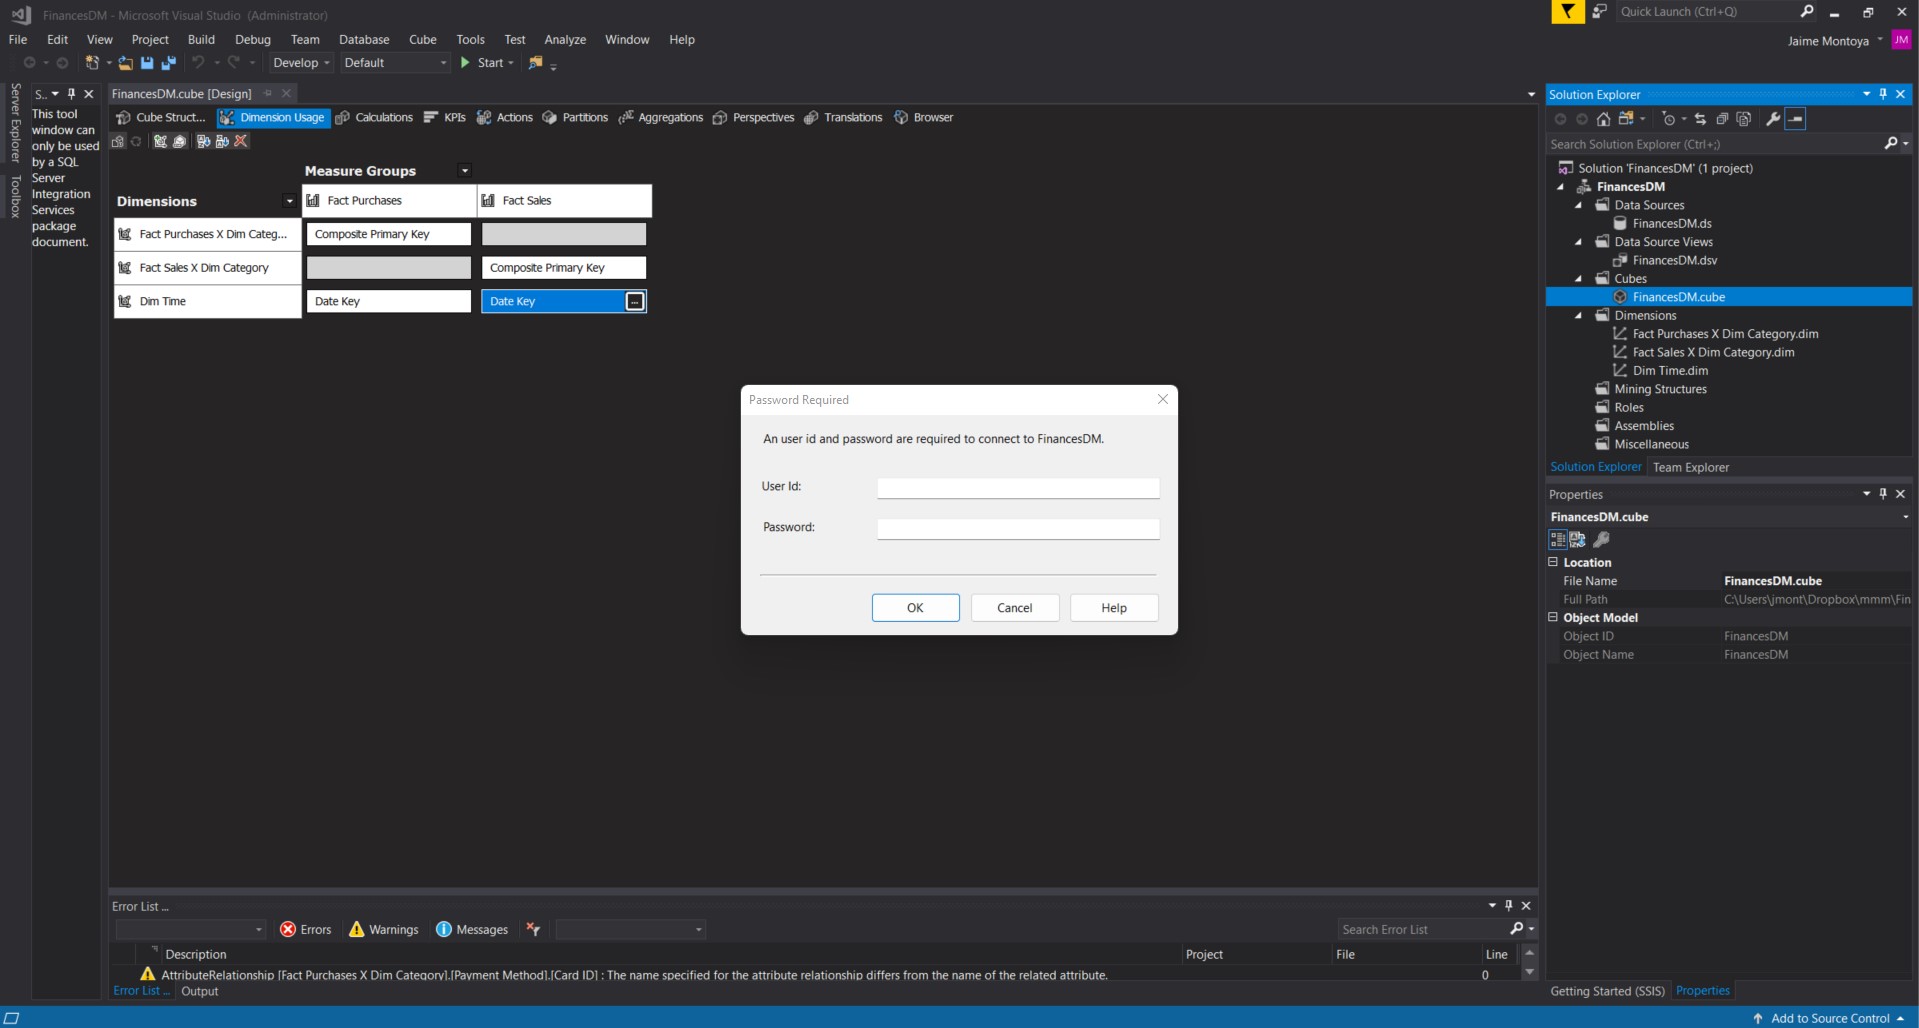 FinancesDM - Microsoft Visual Studio (Administrator)
Quick Launch (Ctrl+Q)
File Edit View Project Build Debug Team Database Cube Tools Test Analyze Window Help
Jaime Montoya
JM
Develop
Default
Start
Server Explorer
Toolbox
S..
This tool
window can
only be used
by a SQL
Server
Integration
Services
package
document.
FinancesDM.cube [Design]
Cube Struct... Dimension Usage Calculations KPIs Actions Partitions Aggregations Perspectives Translations Browser
Measure Groups
Dimensions
Fact Purchases
Fact Sales
Fact Purchases X Dim Categ...
Composite Primary Key
Fact Sales X Dim Category
Composite Primary Key
Dim Time
Date Key
Date Key
...
Password Required
An user id and password are required to connect to FinancesDM.
User Id:
Password:
OK
Cancel
Help
Solution Explorer
Search Solution Explorer (Ctrl+;)
Solution 'FinancesDM' (1 project)
FinancesDM
Data Sources
FinancesDM.ds
Data Source Views
FinancesDM.dsv
Cubes
FinancesDM.cube
Dimensions
Fact Purchases X Dim Category.dim
Fact Sales X Dim Category.dim
Dim Time.dim
Mining Structures
Roles
Assemblies
Miscellaneous
Solution Explorer Team Explorer
Properties
FinancesDM.cube
Location
File Name FinancesDM.cube
Full Path C:\Users\jmont\Dropbox\mmm\Fin
Object Model
Object ID FinancesDM
Object Name FinancesDM
Getting Started (SSIS) Properties
Error List ...
Errors Warnings Messages
Search Error List
Description Project File Line
AttributeRelationship [Fact Purchases X Dim Category].[Payment Method].[Card ID] : The name specified for the attribute relationship differs from the name of the related attribute. 0
Error List ... Output
Add to Source Control